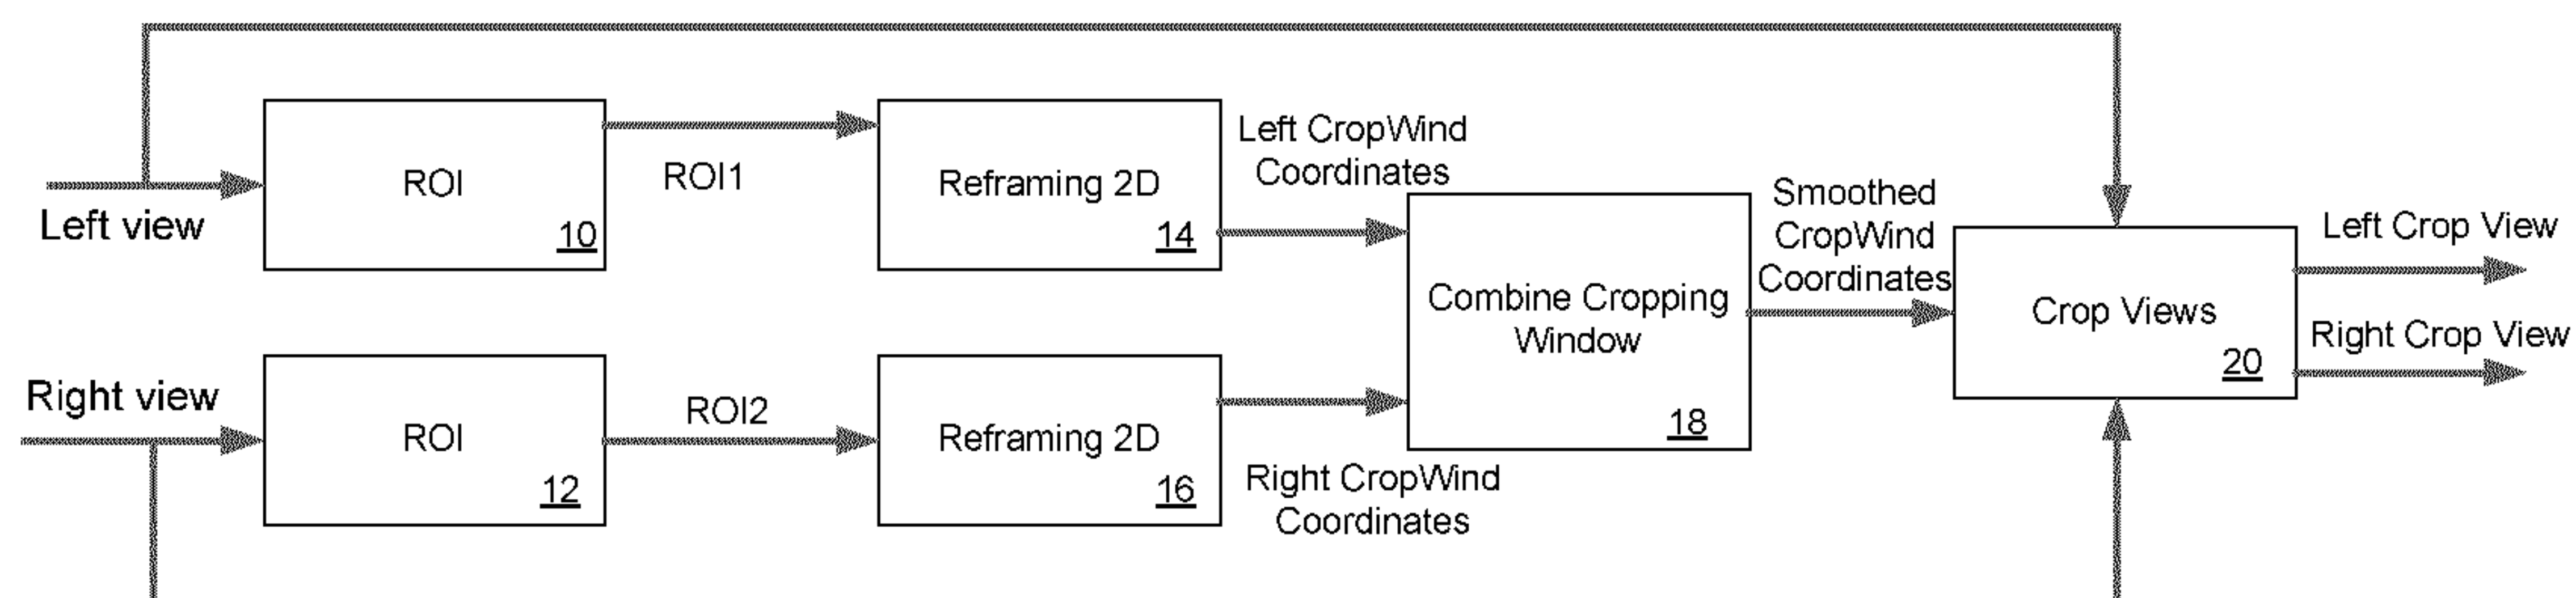 Left view
ROI
10
ROI1
Reframing 2D
14
Left CropWind
Coordinates
Right view
ROI
12
ROI2
Reframing 2D
16
Right CropWind
Coordinates
Combine Cropping
Window
18
Smoothed
CropWind
Coordinates
Crop Views
20
Left Crop View
Right Crop View